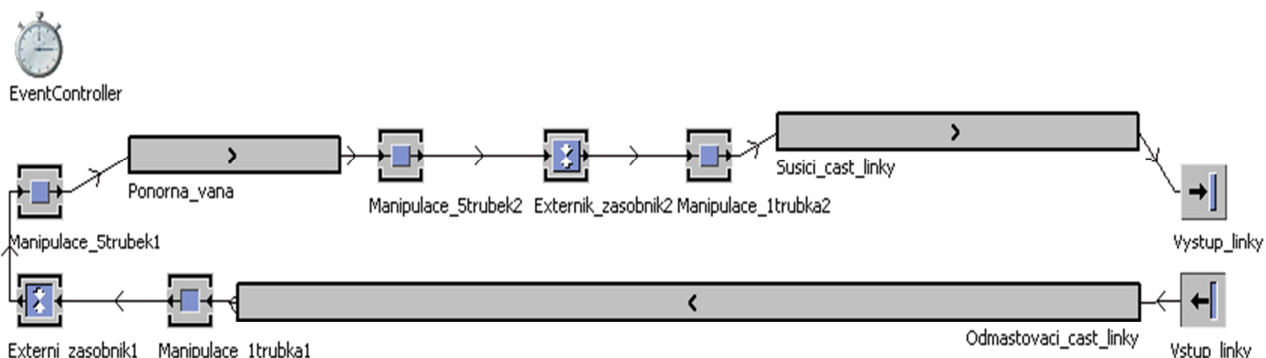 EventController
Susici_cast_linky
Ponorna_vana
Manipulace_5trubek2 Externik_zasobnik2 Manipulace_1trubka2
Manipulace_5trubek1 Vystup_linky
Odmastovaci_cast_linky
Externi_zasobnik1 Manipulace_1trubka1 Vstup_linky